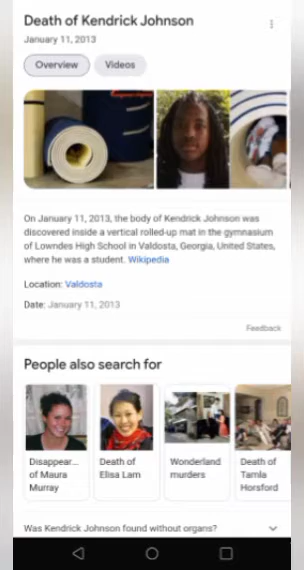 Death of Kendrick Johnson
January 11, 2013
Overview
Videos
On January 11, 2013, the body of Kendrick Johnson was
discovered inside a vertical rolled-up mat in the gymnasium
of Lowndes High School in Valdosta, Georgia, United States,
where he was a student. Wikipedia
Location: Valdosta
Date: January 11, 2013
Feedback
People also search for
Disappear...
of Maura
Murray
Death of
Elisa Lam
Wonderland
murders
Death of
Tamla
Horsford
Was Kendrick Johnson found without organs?